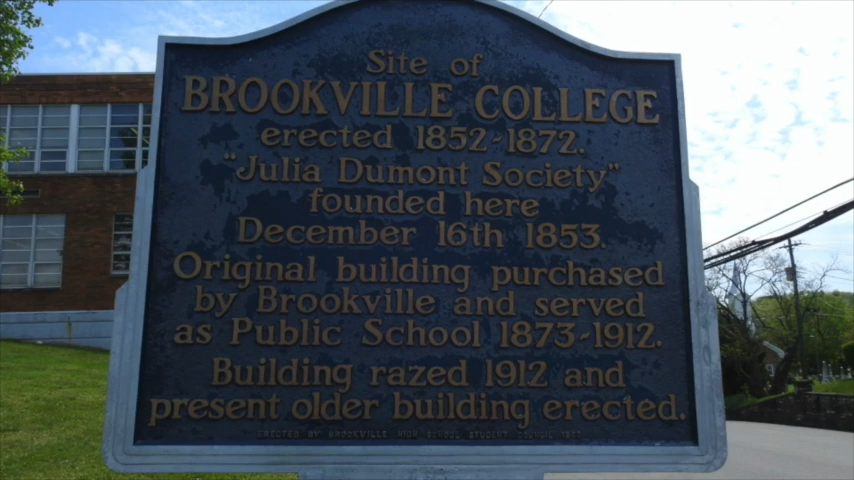 Site of
BROOKVILLE COLLEGE
erected 1852-1872.
"Julia Dumont Society"
founded here
December 16th 1853.
Original building purchased
by Brookville and served
as Public School 1873-1912.
Building razed 1912 and
present older building erected.
ERECTED BY BROOKVILLE HIGH SCHOOL STUDENT COUNCIL